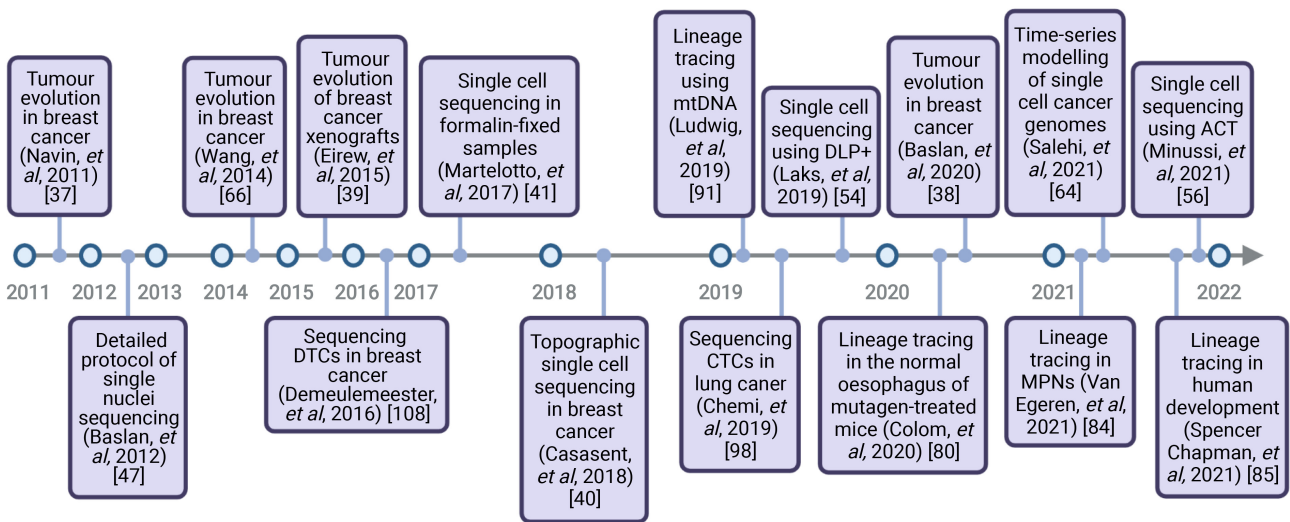 Tumour
evolution
in breast
cancer
(Navin, et
al, 2011)
[37]
Tumour
evolution
in breast
cancer
(Wang, et
al, 2014)
[66]
Tumour
evolution
of breast
cancer
xenografts
(Eirew, et
al, 2015)
[39]
Single cell
sequencing in
formalin-fixed
samples
(Martelotto, et
al, 2017) [41]
Lineage
tracing
using
mtDNA
(Ludwig,
et al,
2019)
[91]
Single cell
sequencing
using DLP+
(Laks, et al,
2019) [54]
Tumour
evolution
in breast
cancer
(Baslan, et
al, 2020)
[38]
Time-series
modelling
of single
cell cancer
genomes
(Salehi, et
al, 2021)
[64]
Single cell
sequencing
using ACT
(Minussi, et
al, 2021)
[56]
2011 2012 2013 2014 2015 2016 2017 2018 2019 2020 2021 2022
Detailed
protocol of
single
nuclei
sequencing
(Baslan, et
al, 2012)
[47]
Sequencing
DTCs in breast
cancer
(Demeulemeester,
et al, 2016) [108]
Topographic
single cell
sequencing
in breast
cancer
(Casasent,
et al, 2018)
[40]
Sequencing
CTCs in
lung caner
(Chemi, et
al, 2019)
[98]
Lineage tracing
in the normal
oesophagus of
mutagen-treated
mice (Colom, et
al, 2020) [80]
Lineage
tracing in
MPNs (Van
Egeren, et al,
2021) [84]
Lineage
tracing in
human
development
(Spencer
Chapman, et
al, 2021) [85]